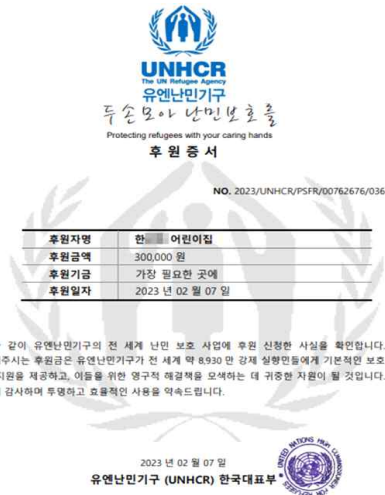 UNHCR
The UN Refugee Agency
유엔난민기구
두손모아 난민보호를
Protecting refugees with your caring hands
후 원 증 서
NO. 2023/UNHCR/PSFR/00762676/036
후원자명 한 어린이집
후원금액 300,000 원
후원기금 가장 필요한 곳에
후원일자 2023 년 02 월 07 일
같이 유엔난민기구의 전 세계 난민 보호 사업에 후원 신청한 사실을 확인합니다.
주시는 후원금은 유엔난민기구가 전 세계 약 8,930 만 강제 실향민들에게 기본적인 보호
지원을 제공하고, 이들을 위한 영구적 해결책을 모색하는 데 귀중한 자원이 될 것입니다.
감사하며 투명하고 효율적인 사용을 약속드립니다.
2023 년 02 월 07 일
유엔난민기구 (UNHCR) 한국대표부
UNITED NATIONS HIGH COMMISSIONER FOR REFUGEES